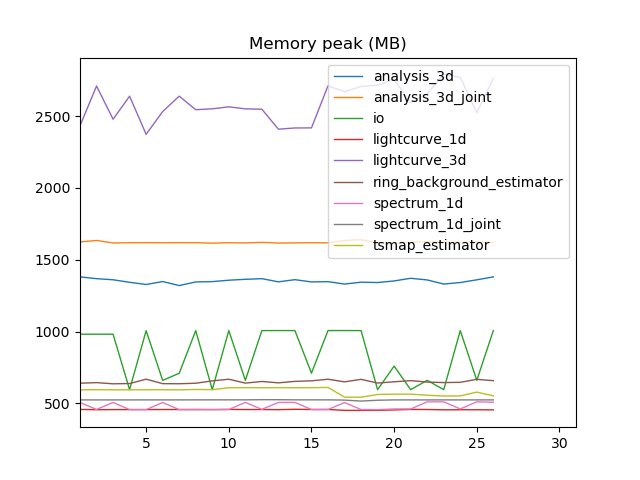 Memory peak (MB)
analysis_3d
analysis_3d_joint
io
lightcurve_1d
lightcurve_3d
ring_background_estimator
spectrum_1d
spectrum_1d_joint
tsmap_estimator
2500
2000
1500
1000
500
5 10 15 20 25 30